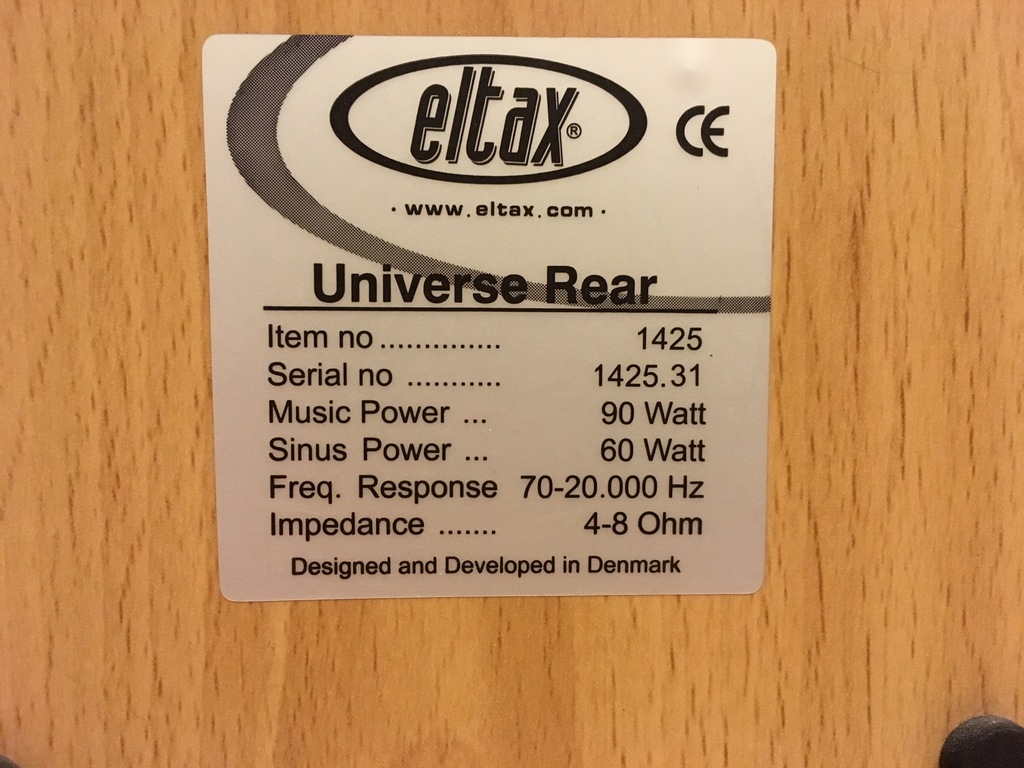 eltax®
CE
· www.eltax.com ·
Universe Rear
Item no .............. 1425
Serial no ........... 1425.31
Music Power ... 90 Watt
Sinus Power ... 60 Watt
Freq. Response 70-20.000 Hz
Impedance ....... 4-8 Ohm
Designed and Developed in Denmark